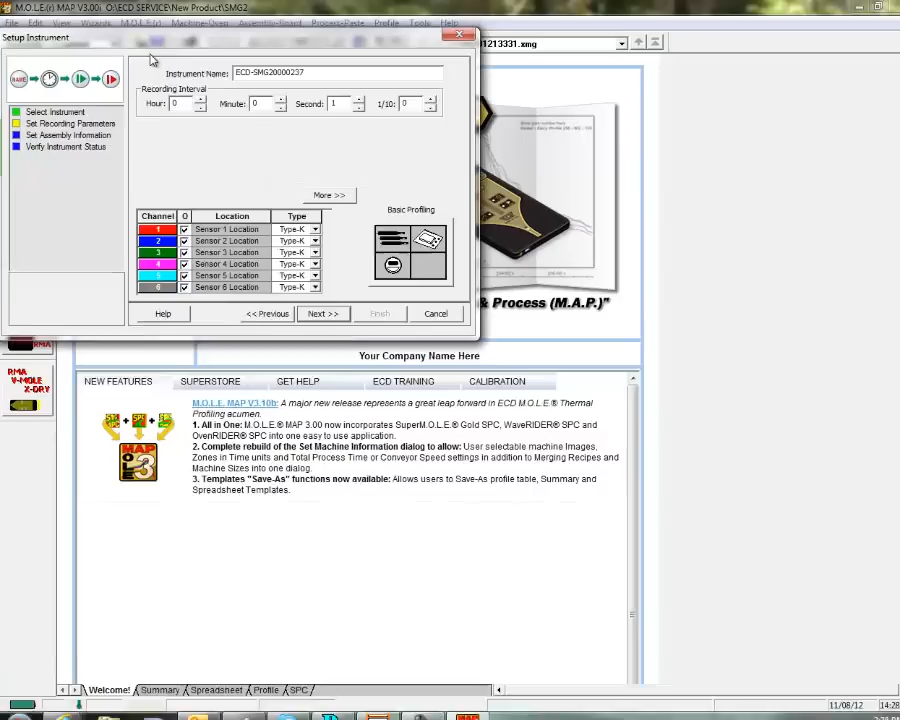 M.O.L.E.(r) MAP V3.00i O:\ECD SERVICE\New Product\SMG2
File Edit View Wizards M.O.L.E(r) Machine-Oven Assembly-Board Process-Paste Profile Tools Help
Setup Instrument
01213331.xmg
NAME
Select Instrument
Set Recording Parameters
Set Assembly Information
Verify Instrument Status
Instrument Name: ECD-SMG20000237
Recording Interval
Hour: 0 Minute: 0 Second: 1 1/10: 0
More >>
Basic Profiling
Channel O Location Type
1 Sensor 1 Location Type-K
2 Sensor 2 Location Type-K
3 Sensor 3 Location Type-K
4 Sensor 4 Location Type-K
5 Sensor 5 Location Type-K
6 Sensor 6 Location Type-K
Help << Previous Next >> Finish Cancel
& Process (M.A.P.)"
RMA
RMA
V-MOLE
X-DRY
Your Company Name Here
NEW FEATURES SUPERSTORE GET HELP ECD TRAINING CALIBRATION
M.O.L.E. MAP V3.10b: A major new release represents a great leap forward in ECD M.O.L.E.® Thermal
Profiling acumen.
1. All in One: M.O.L.E.® MAP 3.00 now incorporates SuperM.O.L.E.® Gold SPC, WaveRIDER® SPC and
OvenRIDER® SPC into one easy to use application.
2. Complete rebuild of the Set Machine Information dialog to allow: User selectable machine Images,
Zones in Time units and Total Process Time or Conveyor Speed settings in addition to Merging Recipes and
Machine Sizes into one dialog.
3. Templates "Save-As" functions now available: Allows users to Save-As profile table, Summary and
Spreadsheet Templates.
MAP
MOLE
3
Welcome! Summary Spreadsheet Profile SPC
11/08/12 14:28